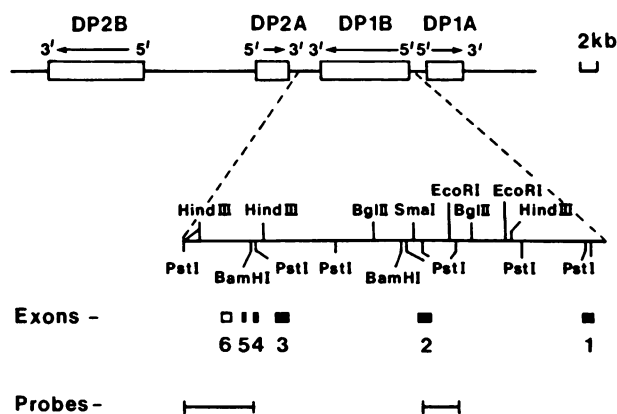 DP2B DP2A DP1B DP1A
3' 5' 5' 3' 3' 5' 5' 3' 2kb
EcoRI EcoRI
HindIII HindIII BglII SmaI BglII HindIII
PstI PstI PstI PstI PstI PstI
BamHI BamHI
Exons -
6 5 4 3 2 1
Probes -